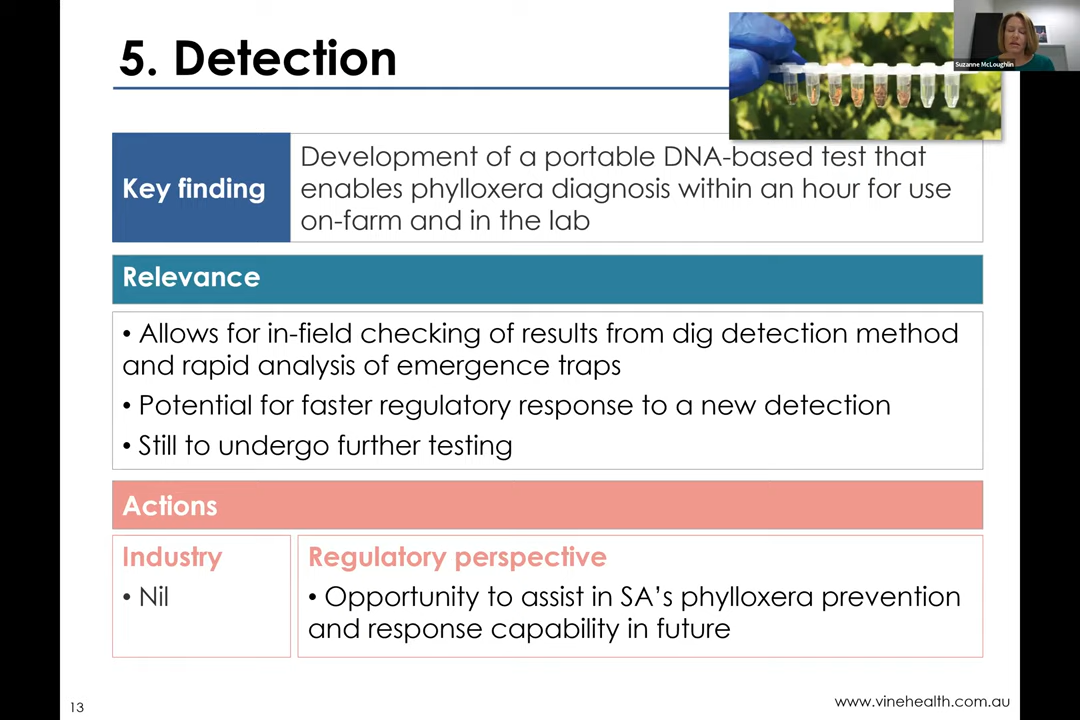 5. Detection
Suzanne McLoughlin
Key finding
Development of a portable DNA-based test that
enables phylloxera diagnosis within an hour for use
on-farm and in the lab
Relevance
• Allows for in-field checking of results from dig detection method
and rapid analysis of emergence traps
• Potential for faster regulatory response to a new detection
• Still to undergo further testing
Actions
Industry
• Nil
Regulatory perspective
• Opportunity to assist in SA's phylloxera prevention
and response capability in future
13
www.vinehealth.com.au